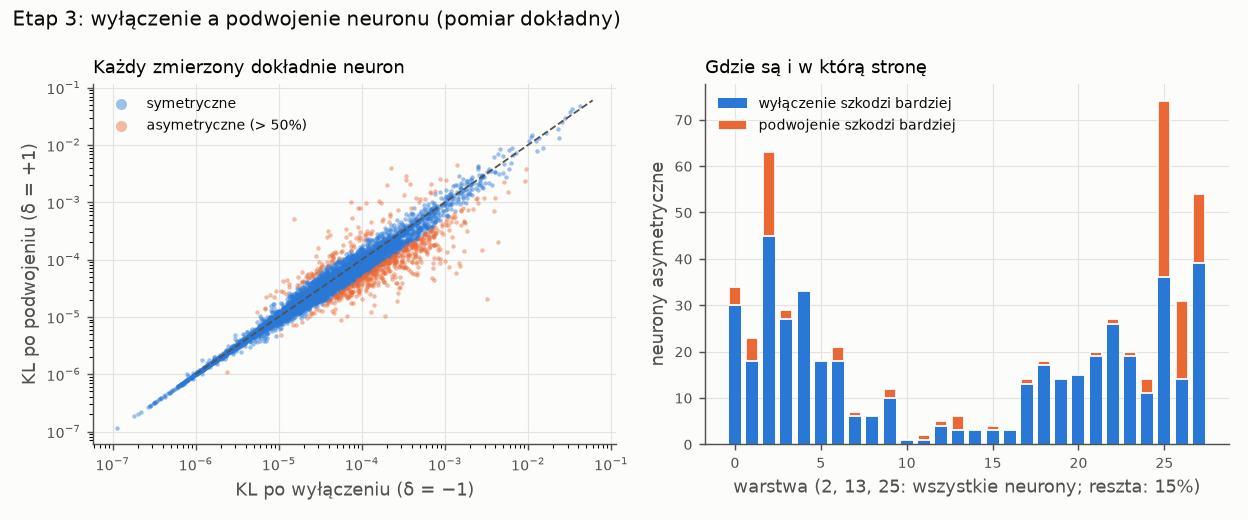 Etap 3: wyłączenie a podwojenie neuronu (pomiar dokładny)
Każdy zmierzony dokładnie neuron
symetryczne
asymetryczne (> 50%)
KL po podwojeniu (δ = +1)
10⁻¹
10⁻²
10⁻³
10⁻⁴
10⁻⁵
10⁻⁶
10⁻⁷
10⁻⁷ 10⁻⁶ 10⁻⁵ 10⁻⁴ 10⁻³ 10⁻² 10⁻¹
KL po wyłączeniu (δ = −1)
Gdzie są i w którą stronę
wyłączenie szkodzi bardziej
podwojenie szkodzi bardziej
neurony asymetryczne
70
60
50
40
30
20
10
0
0 5 10 15 20 25
warstwa (2, 13, 25: wszystkie neurony; reszta: 15%)